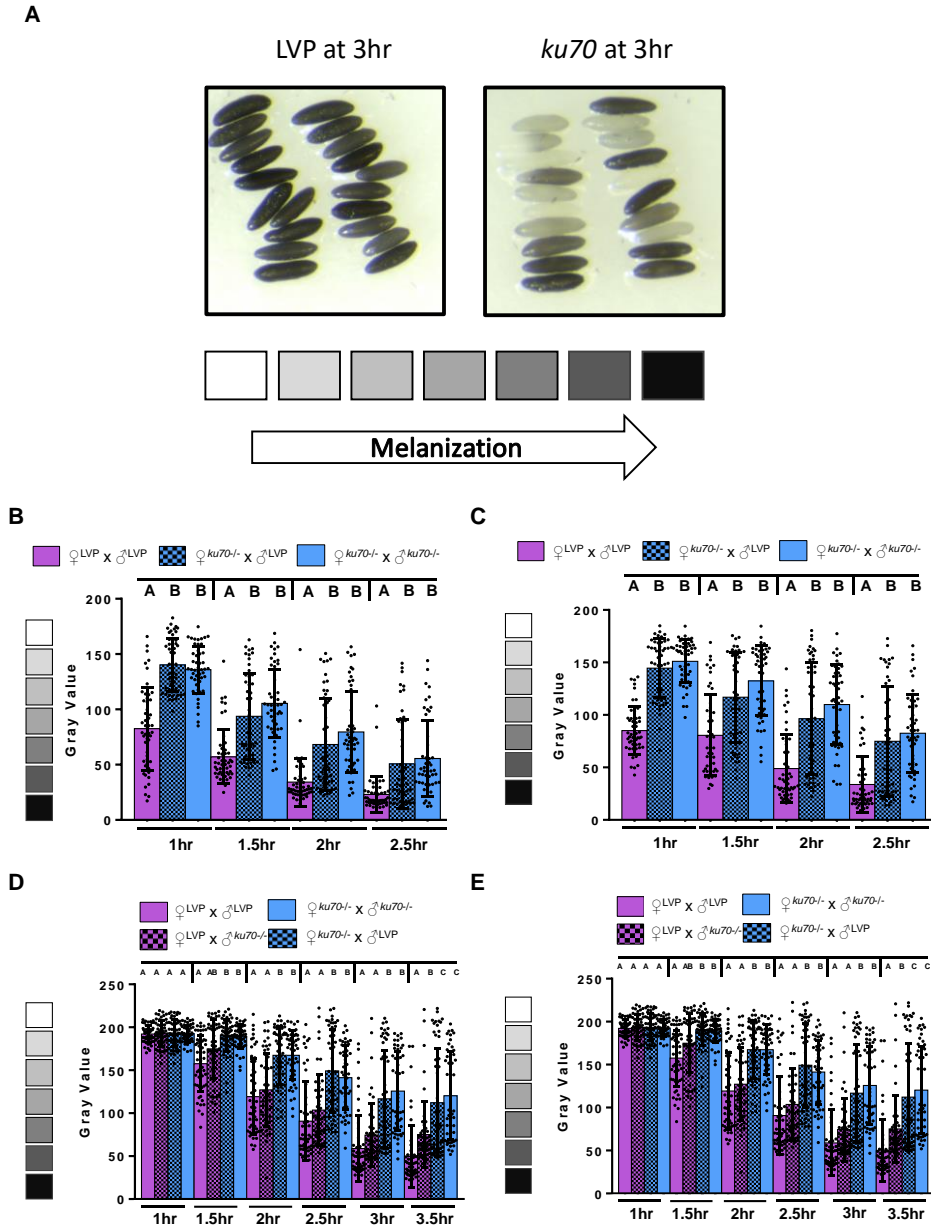 A
LVP at 3hr
ku70 at 3hr
Melanization
B
♀LVP x ♂LVP
♀ku70-/- x ♂LVP
♀ku70-/- x ♂ku70-/-
A B B A B B A B B A B B
200
150
100
50
0
Gray Value
1hr 1.5hr 2hr 2.5hr
C
♀LVP x ♂LVP
♀ku70-/- x ♂LVP
♀ku70-/- x ♂ku70-/-
A B B A B B A B B A B B
200
150
100
50
0
Gray Value
1hr 1.5hr 2hr 2.5hr
D
♀LVP x ♂LVP
♀ku70-/- x ♂ku70-/-
♀LVP x ♂ku70-/-
♀ku70-/- x ♂LVP
A A A A A AB B B A A B B A A B B A A B B A B C C
250
200
150
100
50
0
Gray Value
1hr 1.5hr 2hr 2.5hr 3hr 3.5hr
E
♀LVP x ♂LVP
♀ku70-/- x ♂ku70-/-
♀LVP x ♂ku70-/-
♀ku70-/- x ♂LVP
A A A A A AB B B A A B B A A B B A A B B A B C C
250
200
150
100
50
0
Gray Value
1hr 1.5hr 2hr 2.5hr 3hr 3.5hr